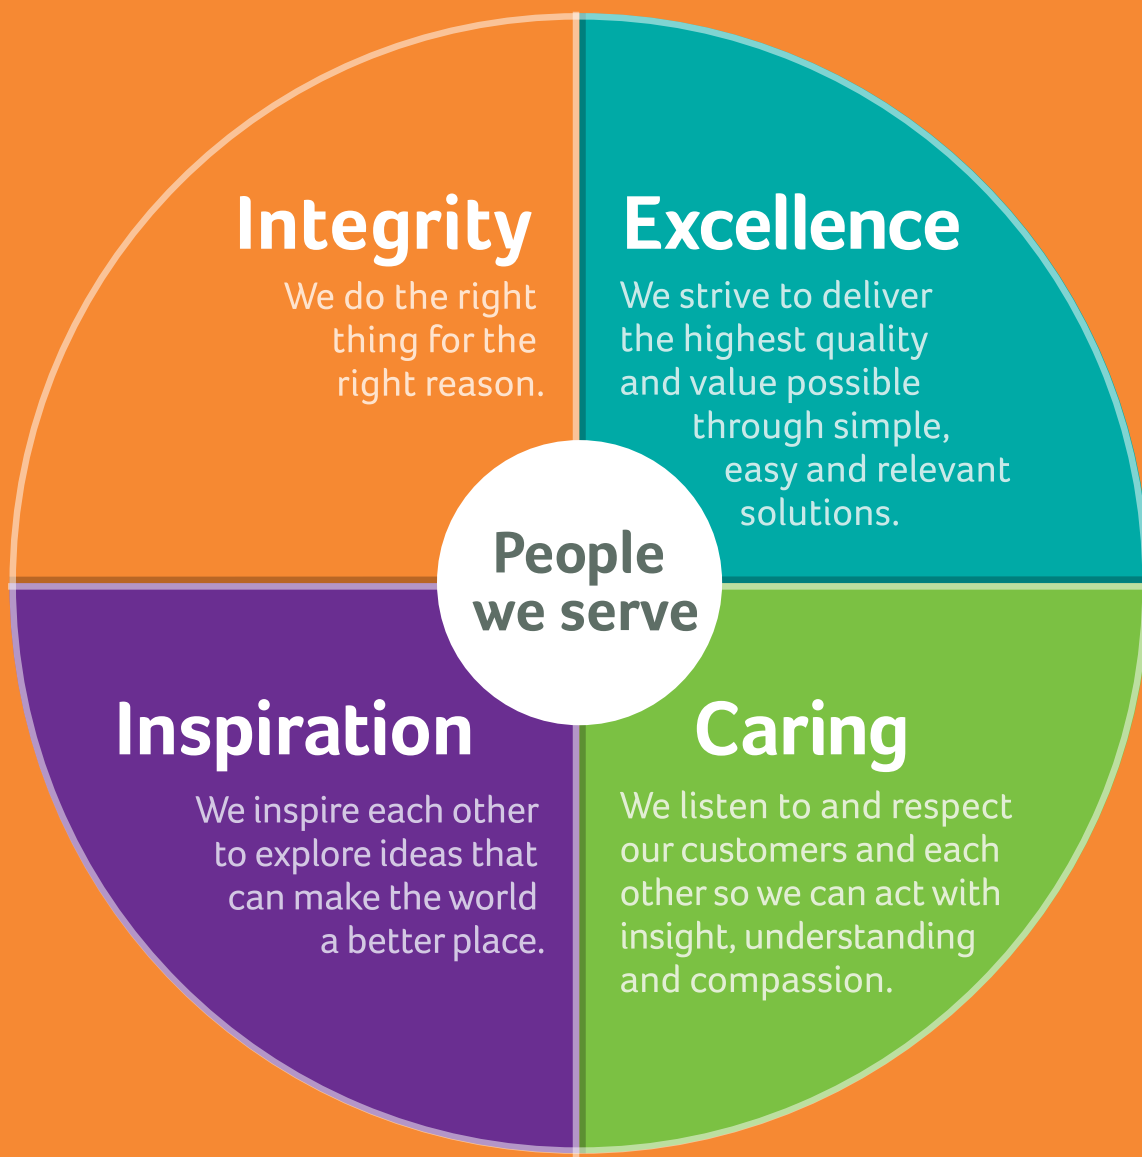 Integrity
We do the right
thing for the
right reason.
Excellence
We strive to deliver
the highest quality
and value possible
through simple,
easy and relevant
solutions.
People
we serve
Inspiration
We inspire each other
to explore ideas that
can make the world
a better place.
Caring
We listen to and respect
our customers and each
other so we can act with
insight, understanding
and compassion.